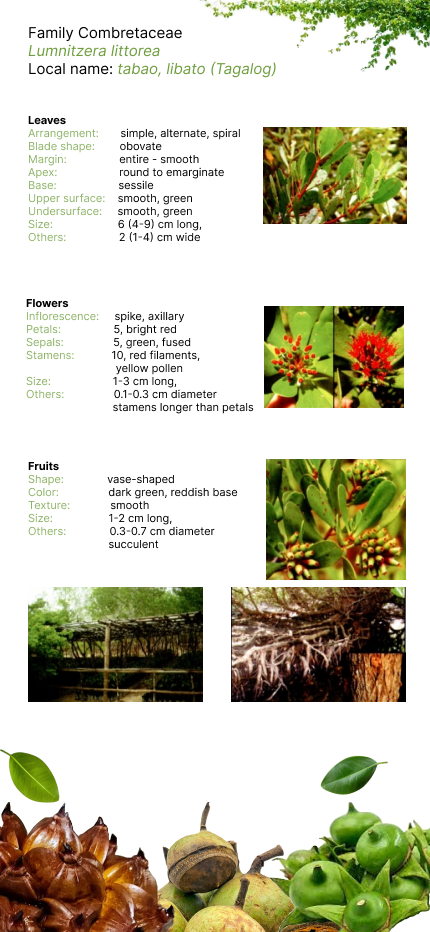 Family Combretaceae
Lumnitzera littorea
Local name: tabao, libato (Tagalog)
Leaves
Arrangement: simple, alternate, spiral
Blade shape: obovate
Margin: entire - smooth
Apex: round to emarginate
Base: sessile
Upper surface: smooth, green
Undersurface: smooth, green
Size: 6 (4-9) cm long,
Others: 2 (1-4) cm wide
Flowers
Inflorescence: spike, axillary
Petals: 5, bright red
Sepals: 5, green, fused
Stamens: 10, red filaments,
yellow pollen
Size: 1-3 cm long,
Others: 0.1-0.3 cm diameter
stamens longer than petals
Fruits
Shape: vase-shaped
Color: dark green, reddish base
Texture: smooth
Size: 1-2 cm long,
Others: 0.3-0.7 cm diameter
succulent